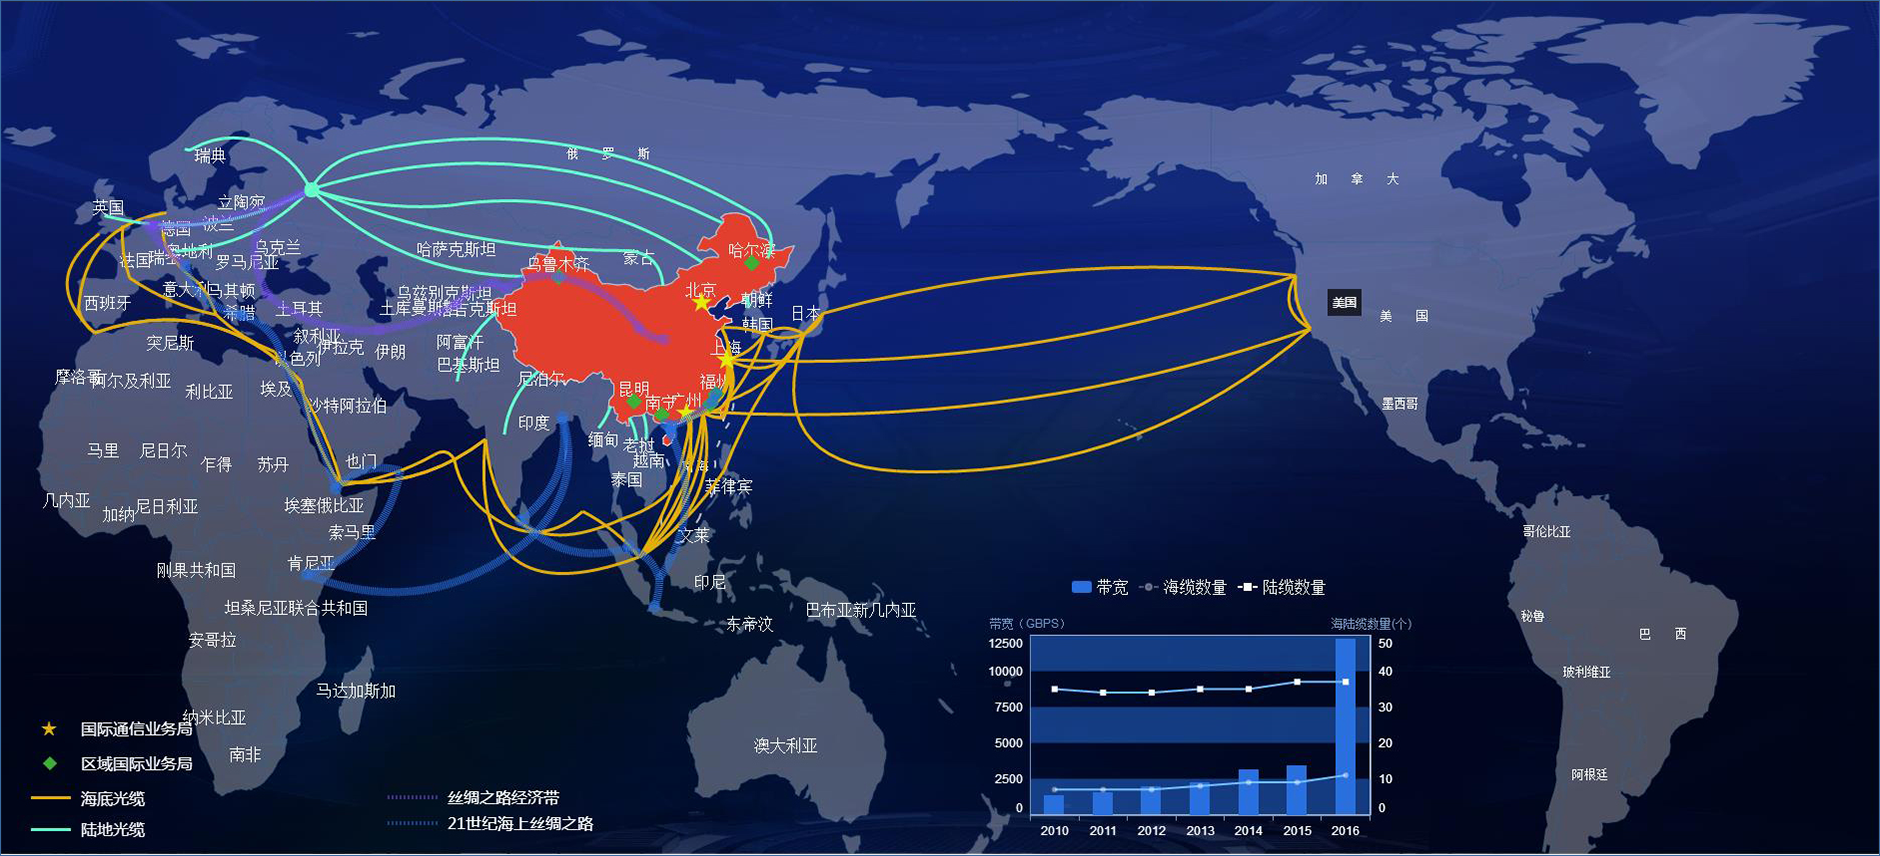 瑞典
俄 罗 斯
加 拿 大
立陶宛
英国
德国
波兰
奥地利
乌克兰
法国
罗马尼亚
哈萨克斯坦
蒙古
乌鲁木齐
哈尔滨
意大利
马其顿
乌兹别克斯坦
北京
朝鲜
美国
西班牙
希腊
土耳其
土库曼斯坦
日本
美 国
韩国
突尼斯
叙利亚
伊拉克
伊朗
阿富汗
上海
以色列
巴基斯坦
摩洛哥
阿尔及利亚
利比亚
埃及
尼泊尔
昆明
福州
沙特阿拉伯
南宁
广州
墨西哥
印度
缅甸
老挝
马里
尼日尔
乍得
苏丹
也门
越南
南海
泰国
菲律宾
几内亚
加纳
尼日利亚
埃塞俄比亚
索马里
文莱
哥伦比亚
刚果共和国
肯尼亚
印尼
坦桑尼亚联合共和国
巴布亚新几内亚
东帝汶
秘鲁
安哥拉
巴 西
玻利维亚
马达加斯加
纳米比亚
南非
澳大利亚
阿根廷
国际通信业务局
区域国际业务局
海底光缆
陆地光缆
丝绸之路经济带
21世纪海上丝绸之路
带宽 海缆数量 陆缆数量
带宽（GBPS） 海陆缆数量(个)
12500 50
10000 40
7500 30
5000 20
2500 10
0 0
2010 2011 2012 2013 2014 2015 2016